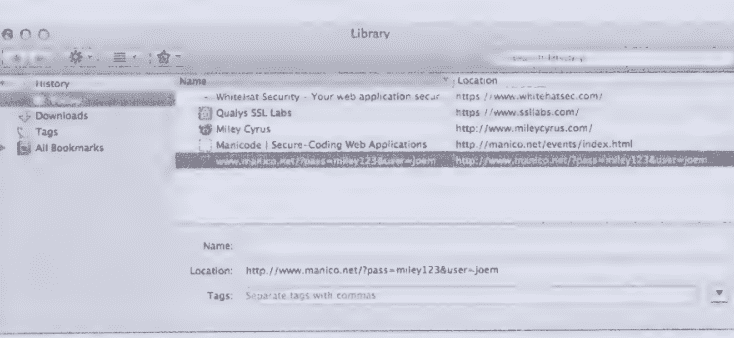 Library
History
Downloads
Tags
All Bookmarks
Name Location
WhiteHat Security - Your web application secur https://www.whitehatsec.com/
Qualys SSL Labs https://www.ssllabs.com/
Miley Cyrus http://www.mileycyrus.com/
Manicode | Secure-Coding Web Applications http://manico.net/events/index.html
www.manico.net/?pass=miley123&user=joem http://www.manico.net/?pass=miley123&user=joem
Name:
Location: http://www.manico.net/?pass=miley123&user=joem
Tags: Separate tags with commas